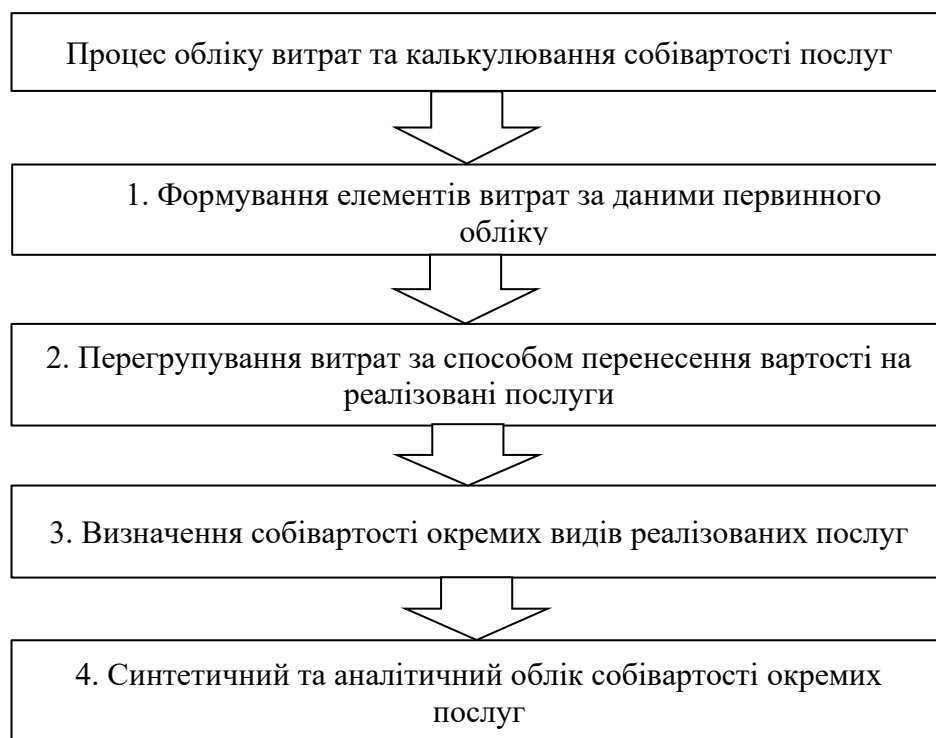 Процес обліку витрат та калькулювання собівартості послуг
1. Формування елементів витрат за даними первинного
обліку
2. Перегрупування витрат за способом перенесення вартості на
реалізовані послуги
3. Визначення собівартості окремих видів реалізованих послуг
4. Синтетичний та аналітичний облік собівартості окремих
послуг